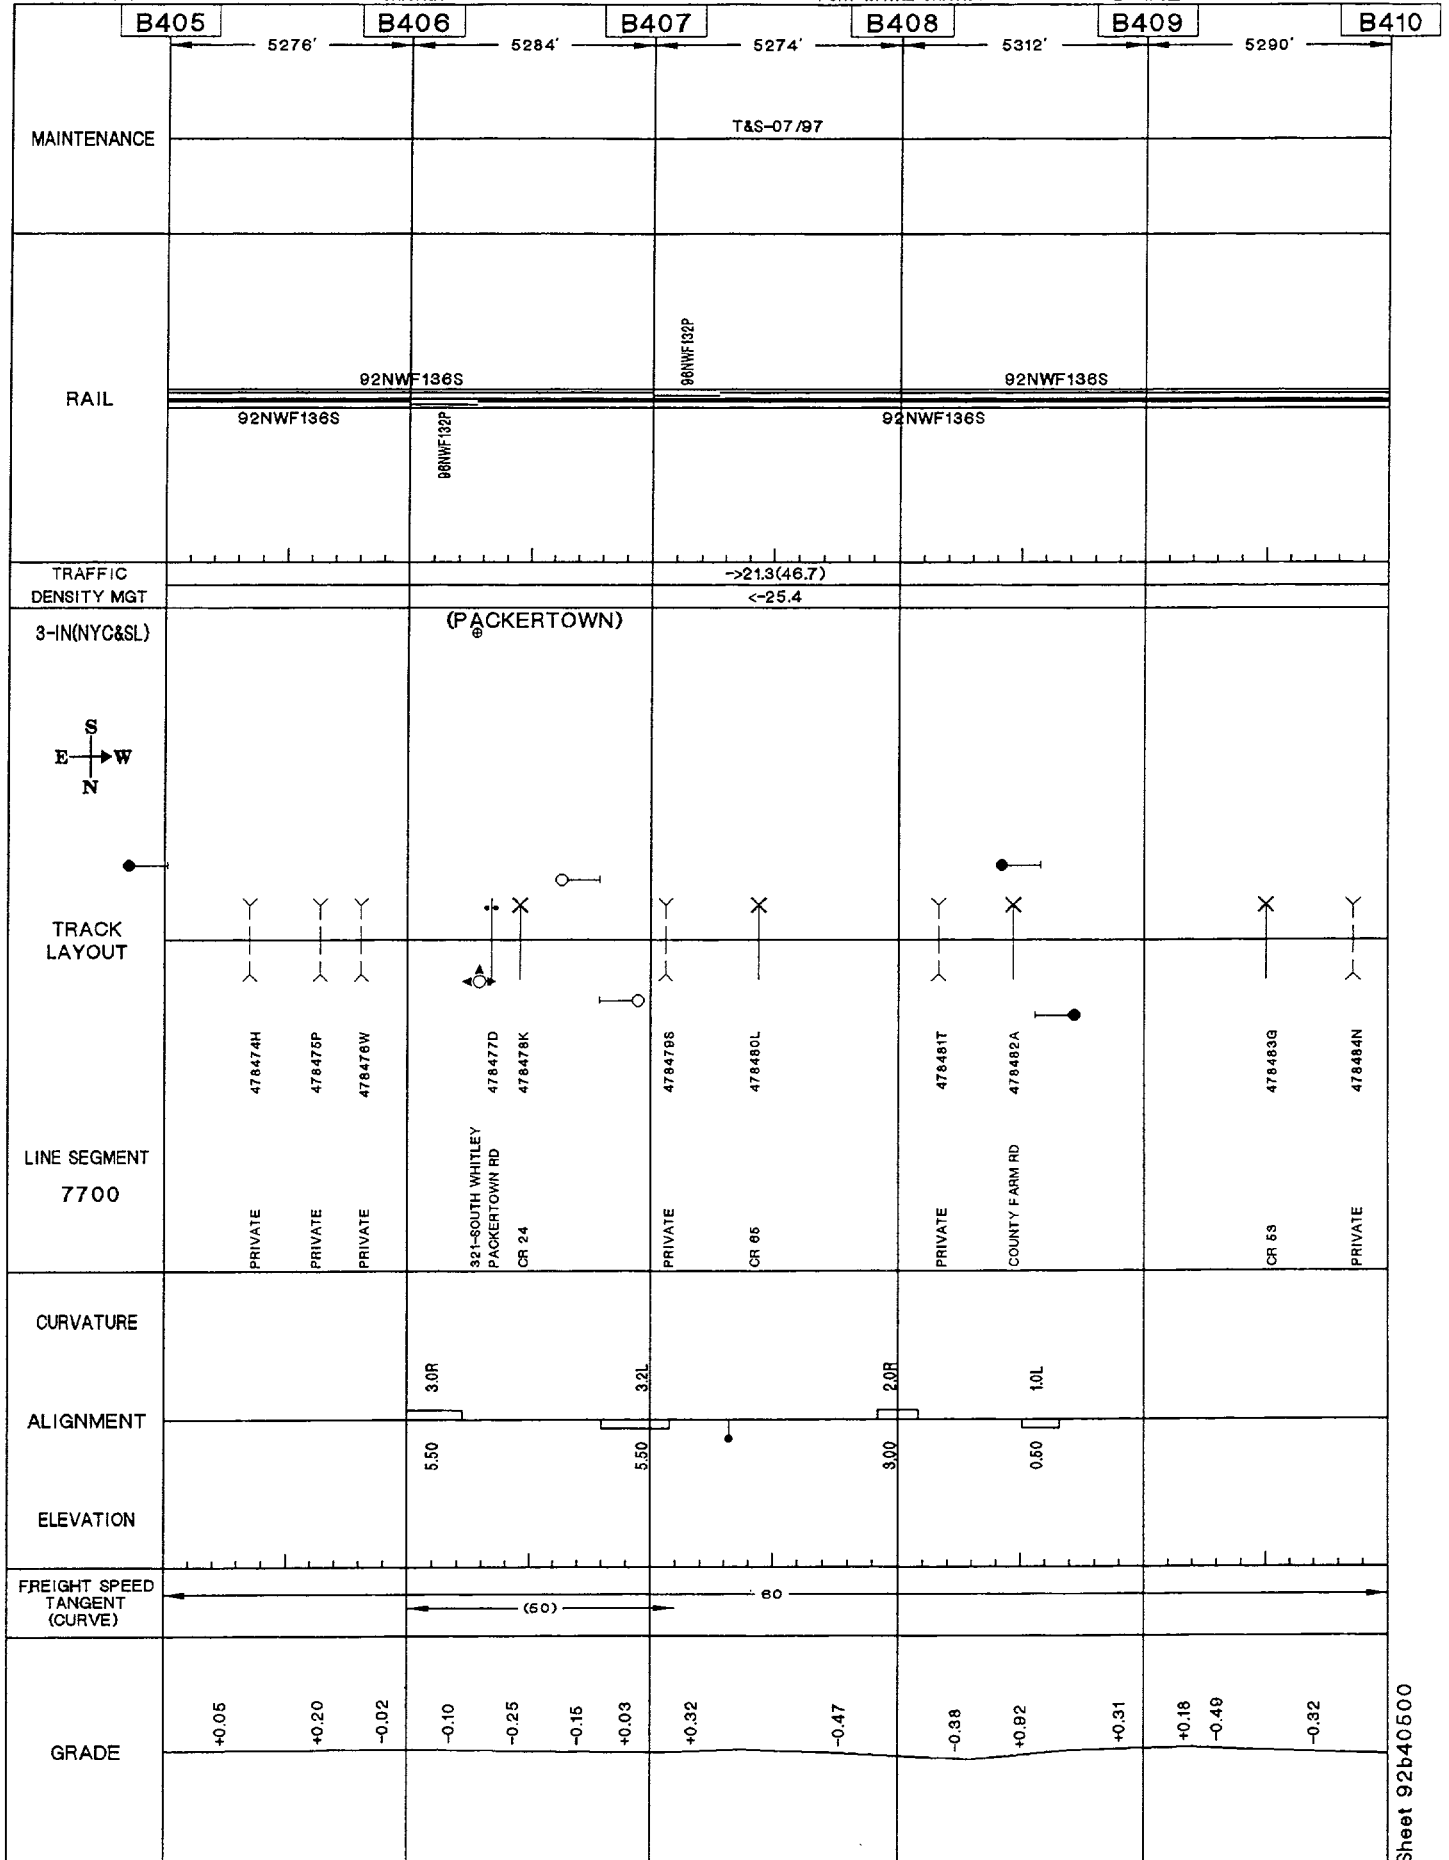 B405 B406 B407 B408 B409 B410
5276' 5284' 5274' 5312' 5290'
MAINTENANCE
T&S-07/97
RAIL
92NWF136S 96NWF132P 92NWF136S
92NWF136S 96NWF132P 92NWF136S
TRAFFIC ->21.3(46.7)
DENSITY MGT <-25.4
3-IN(NYC&SL) (PACKERTOWN)
S
E W
N
TRACK
LAYOUT
478474H 478475P 478476W 478477D 478478K 478479S 478480L 478481T 478482A 478483G 478484N
LINE SEGMENT
7700
PRIVATE PRIVATE PRIVATE 321-SOUTH WHITLEY PACKERTOWN RD CR 24 PRIVATE CR 65 PRIVATE COUNTY FARM RD CR 53 PRIVATE
CURVATURE
3.0R 3.2L 2.0R 1.0L
ALIGNMENT
5.50 5.50 3.00 0.50
ELEVATION
FREIGHT SPEED
TANGENT 60
(CURVE) (50)
GRADE
+0.05 +0.20 -0.02 -0.10 -0.25 -0.15 +0.03 +0.32 -0.47 -0.38 +0.92 +0.31 +0.18 -0.49 -0.32
Sheet 92b40500